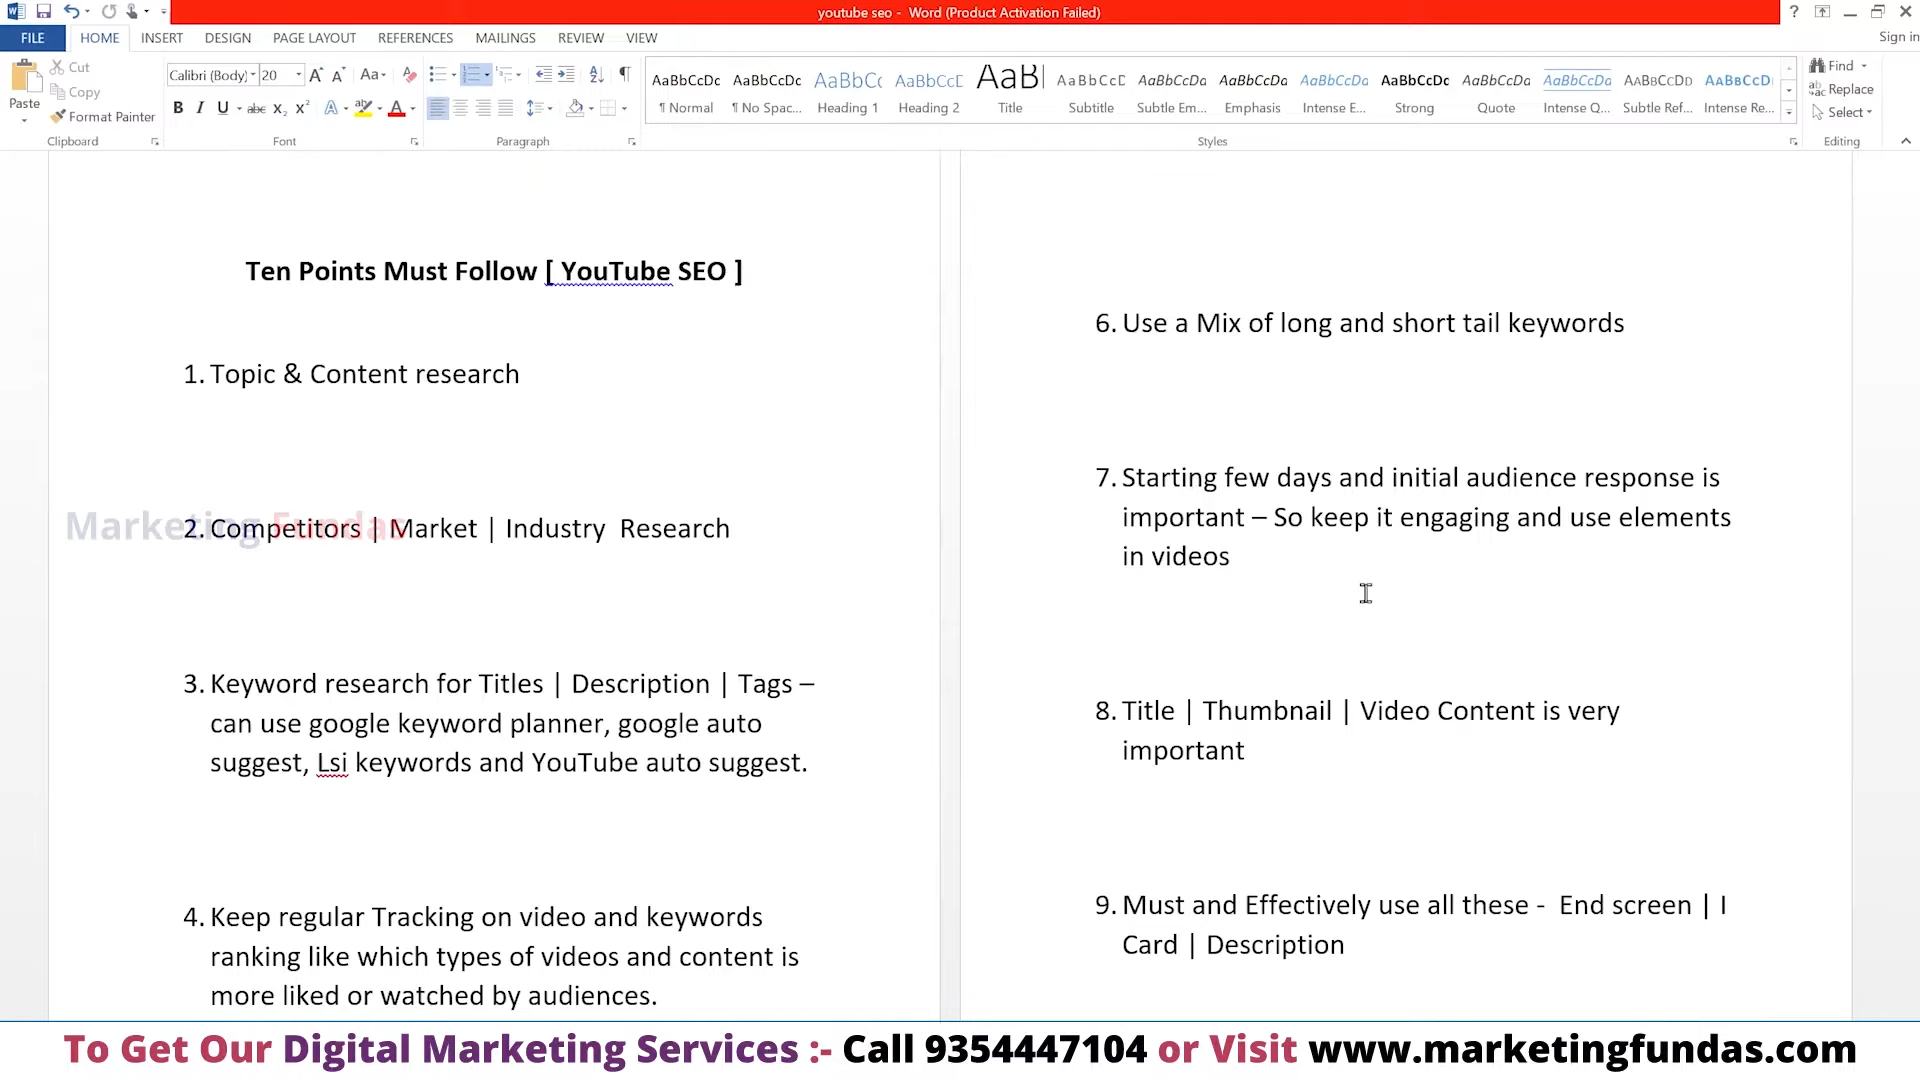 youtube seo - Word (Product Activation Failed)
?
Sign in
FILE HOME INSERT DESIGN PAGE LAYOUT REFERENCES MAILINGS REVIEW VIEW
Paste
Cut
Copy
Format Painter
Clipboard
Calibri (Body) 20
Font
Paragraph
AaBbCcDc AaBbCcDc AaBbCc AaBbCcC AaB AaBbCcC AaBbCcDa AaBbCcDa AaBbCcDa AaBbCcDc AaBbCcDa AaBbCcDa AaBbCcDd AaBbCcD
¶ Normal ¶ No Spac... Heading 1 Heading 2 Title Subtitle Subtle Em... Emphasis Intense E... Strong Quote Intense Q... Subtle Ref... Intense Re...
Styles
Find
Replace
Select
Editing
Ten Points Must Follow [ YouTube SEO ]
1. Topic & Content research
Marketing Fundas
2. Competitors | Market | Industry  Research
3. Keyword research for Titles | Description | Tags –
can use google keyword planner, google auto
suggest, Lsi keywords and YouTube auto suggest.
4. Keep regular Tracking on video and keywords
ranking like which types of videos and content is
more liked or watched by audiences.
6. Use a Mix of long and short tail keywords
7. Starting few days and initial audience response is
important – So keep it engaging and use elements
in videos
8. Title | Thumbnail | Video Content is very
important
9. Must and Effectively use all these -  End screen | I
Card | Description
To Get Our Digital Marketing Services :- Call 9354447104 or Visit www.marketingfundas.com